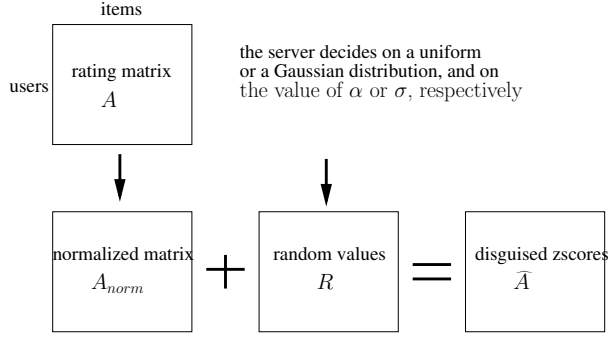 items
users
rating matrix
A
the server decides on a uniform
or a Gaussian distribution, and on
the value of α or σ, respectively
normalized matrix
A_norm
+
random values
R
=
disguised zscores
Â